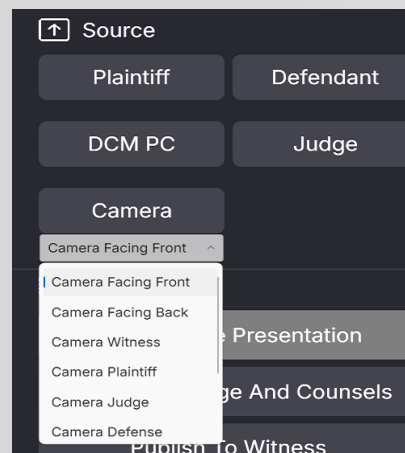 Source
Plaintiff
Defendant
DCM PC
Judge
Camera
Camera Facing Front
Camera Facing Front
Camera Facing Back
Camera Witness
Camera Plaintiff
Camera Judge
Camera Defense
Presentation
And Counsels
Publish To Witness